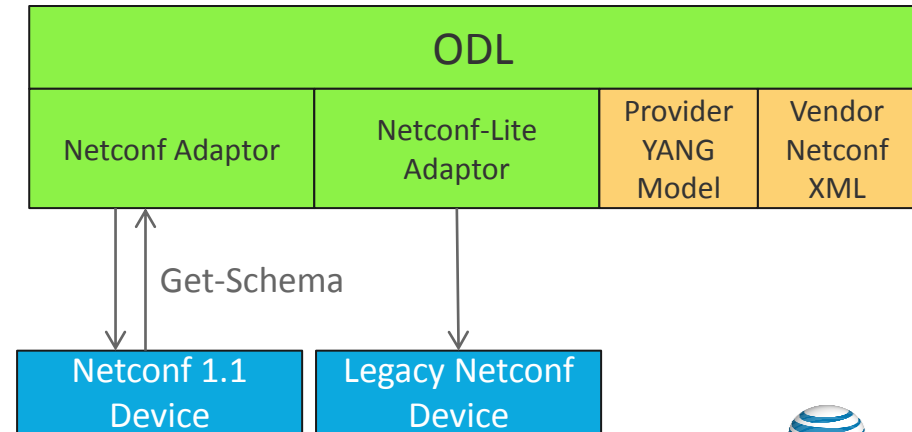 ODL
Netconf Adaptor
Netconf-Lite
Adaptor
Provider
YANG
Model
Vendor
Netconf
XML
Get-Schema
Netconf 1.1
Device
Legacy Netconf
Device